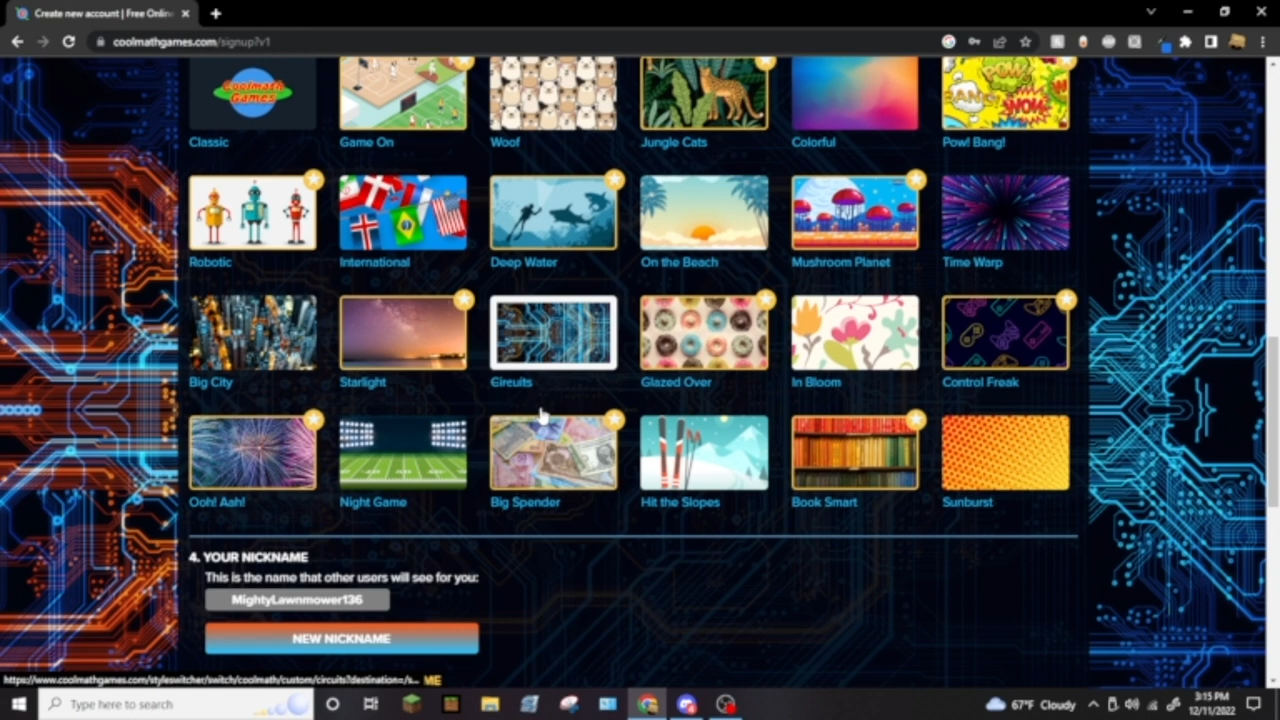 Create new account | Free Onlin
coolmathgames.com/signup?v1
Coolmath Games
POW!
BANG!
WOW!
Classic
Game On
Woof
Jungle Cats
Colorful
Pow! Bang!
Robotic
International
Deep Water
On the Beach
Mushroom Planet
Time Warp
Big City
Starlight
Circuits
Glazed Over
In Bloom
Control Freak
Ooh! Aah!
Night Game
Big Spender
Hit the Slopes
Book Smart
Sunburst
4. YOUR NICKNAME
This is the name that other users will see for you:
MightyLawnmower136
NEW NICKNAME
https://www.coolmathgames.com/styleswitcher/switch/coolmath/custom/circuits?destination=/s... ME
Type here to search
67°F Cloudy
3:15 PM
12/11/2022